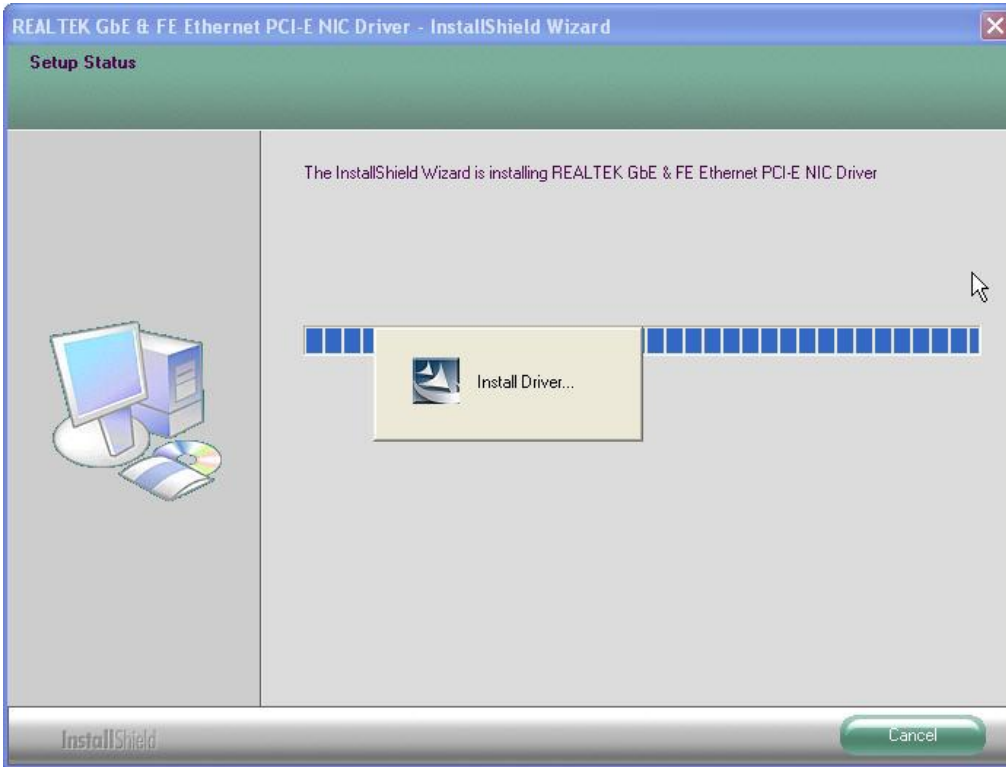 REALTEK GbE & FE Ethernet PCI-E NIC Driver - InstallShield Wizard
Setup Status
The InstallShield Wizard is installing REALTEK GbE & FE Ethernet PCI-E NIC Driver
Install Driver...
InstallShield
Cancel